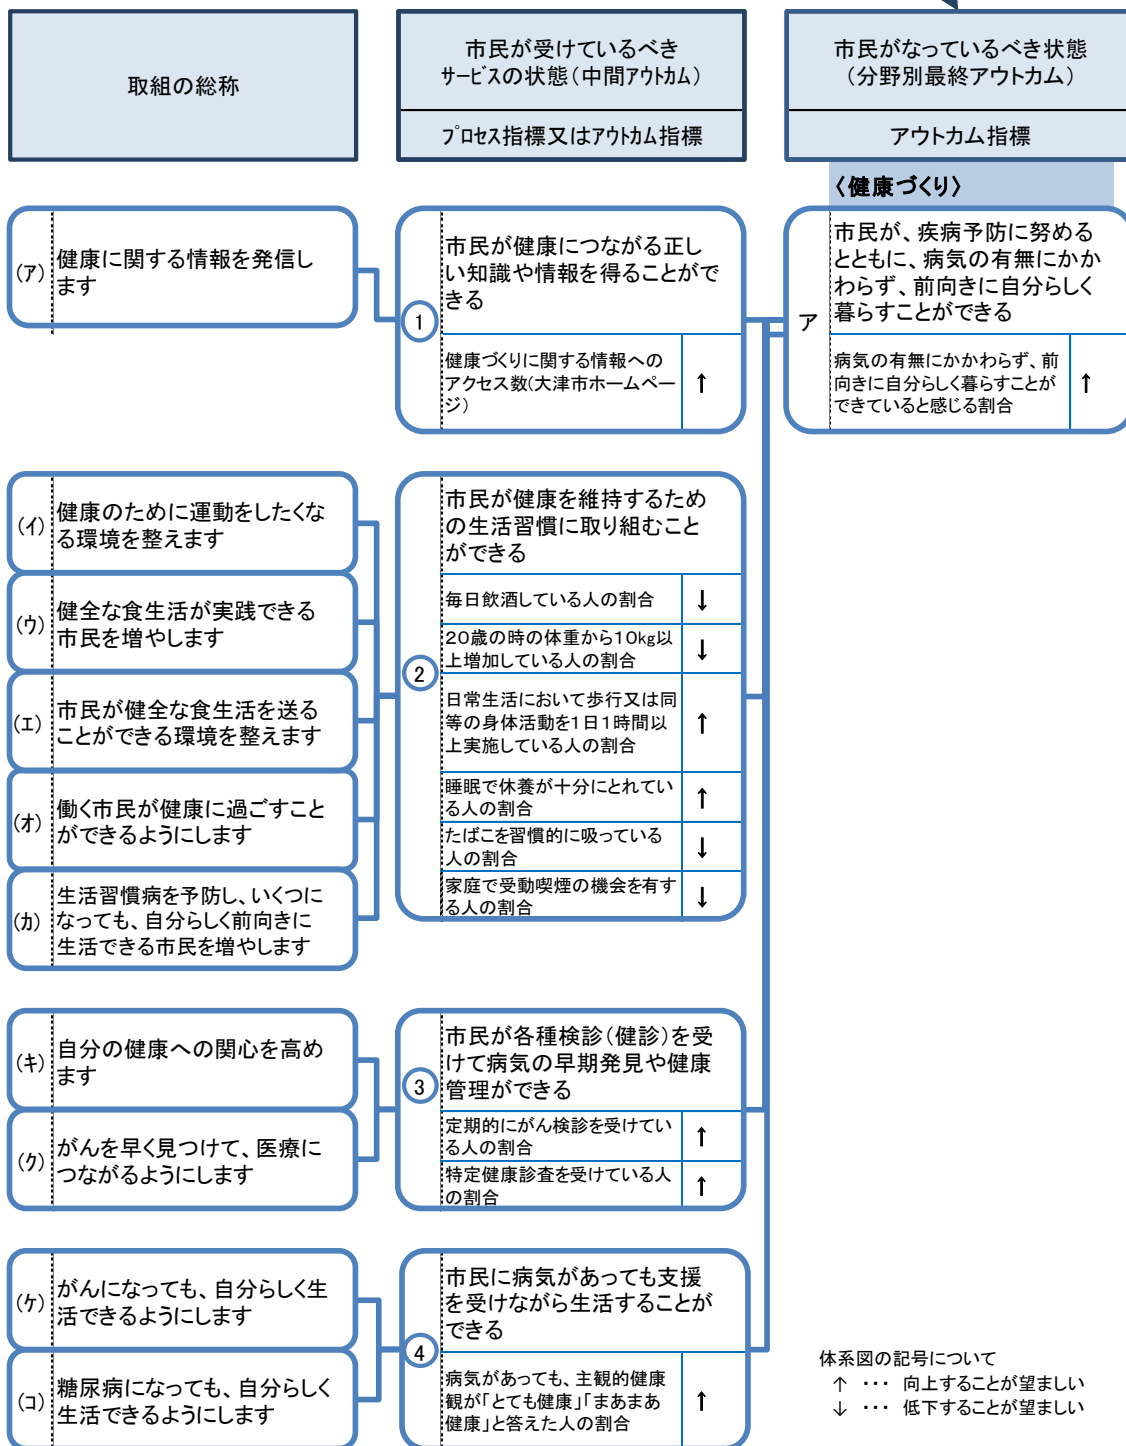 取組の総称
市民が受けているべき
サービスの状態（中間アウトカム）
プロセス指標又はアウトカム指標
市民がなっているべき状態
（分野別最終アウトカム）
アウトカム指標
〈健康づくり〉
(ア)
健康に関する情報を発信し
ます
1
市民が健康につながる正し
い知識や情報を得ることがで
きる
健康づくりに関する情報への
アクセス数(大津市ホームペー
ジ)
↑
ア
市民が、疾病予防に努める
とともに、病気の有無にかか
わらず、前向きに自分らしく
暮らすことができる
病気の有無にかかわらず、前
向きに自分らしく暮らすことが
できていると感じる割合
↑
(イ)
健康のために運動をしたくな
る環境を整えます
(ウ)
健全な食生活が実践できる
市民を増やします
(エ)
市民が健全な食生活を送る
ことができる環境を整えます
(オ)
働く市民が健康に過ごすこと
ができるようにします
(カ)
生活習慣病を予防し、いくつに
なっても、自分らしく前向きに
生活できる市民を増やします
2
市民が健康を維持するため
の生活習慣に取り組むこと
ができる
毎日飲酒している人の割合
↓
20歳の時の体重から10kg以
上増加している人の割合
↓
日常生活において歩行又は同
等の身体活動を1日1時間以
上実施している人の割合
↑
睡眠で休養が十分にとれてい
る人の割合
↑
たばこを習慣的に吸っている
人の割合
↓
家庭で受動喫煙の機会を有す
る人の割合
↓
(キ)
自分の健康への関心を高め
ます
(ク)
がんを早く見つけて、医療に
つながるようにします
3
市民が各種検診（健診）を受
けて病気の早期発見や健康
管理ができる
定期的にがん検診を受けてい
る人の割合
↑
特定健康診査を受けている人
の割合
↑
(ケ)
がんになっても、自分らしく生
活できるようにします
(コ)
糖尿病になっても、自分らしく
生活できるようにします
4
市民に病気があっても支援
を受けながら生活することが
できる
病気があっても、主観的健康
観が「とても健康」「まあまあ
健康」と答えた人の割合
↑
体系図の記号について
↑ ･･･ 向上することが望ましい
↓ ･･･ 低下することが望ましい